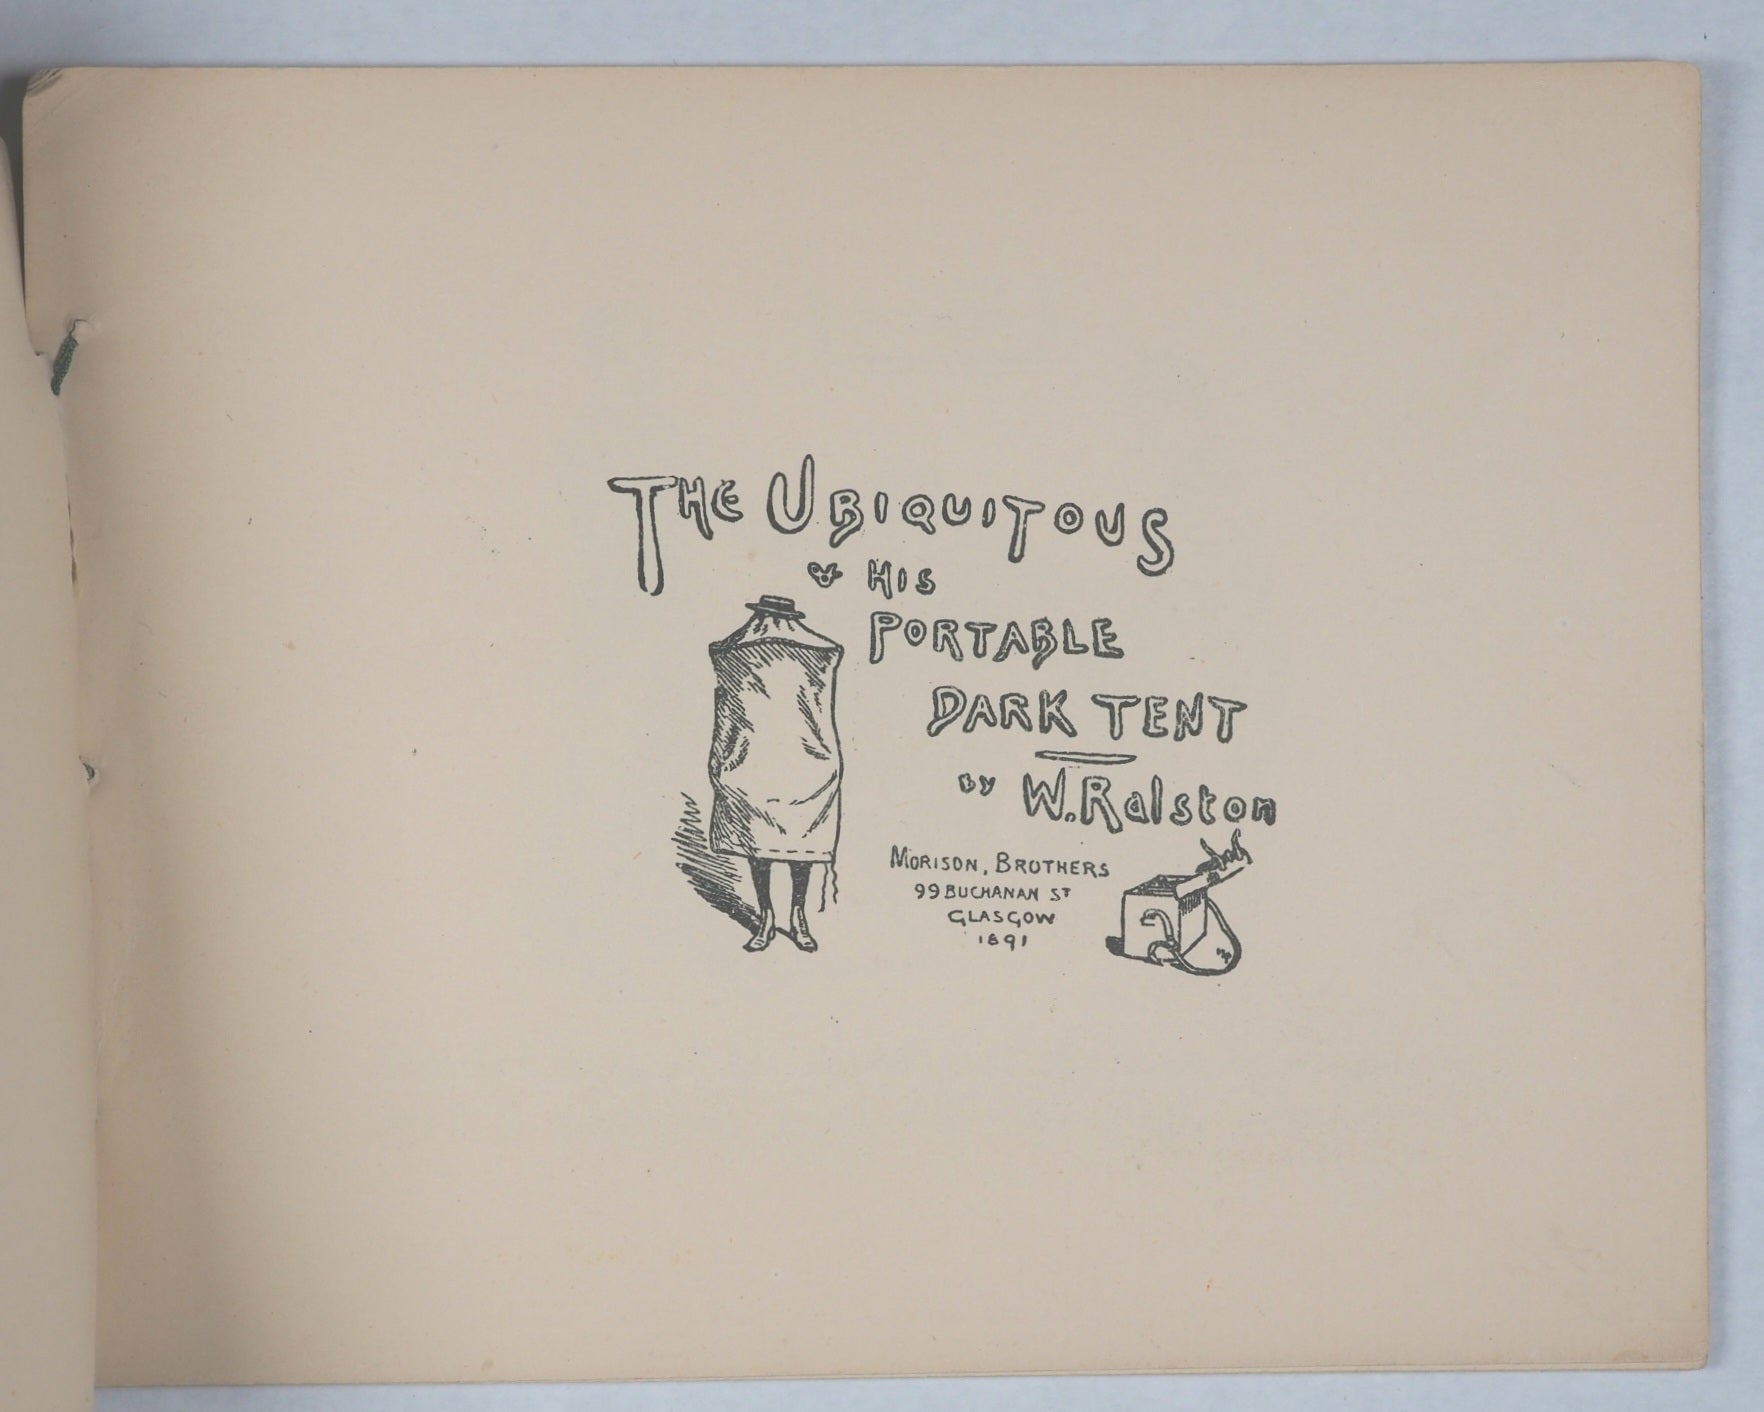 THE UBIQUITOUS
& HIS
PORTABLE
DARK TENT
by W. Ralston
MORISON, BROTHERS
99 BUCHANAN ST
GLASGOW
1891